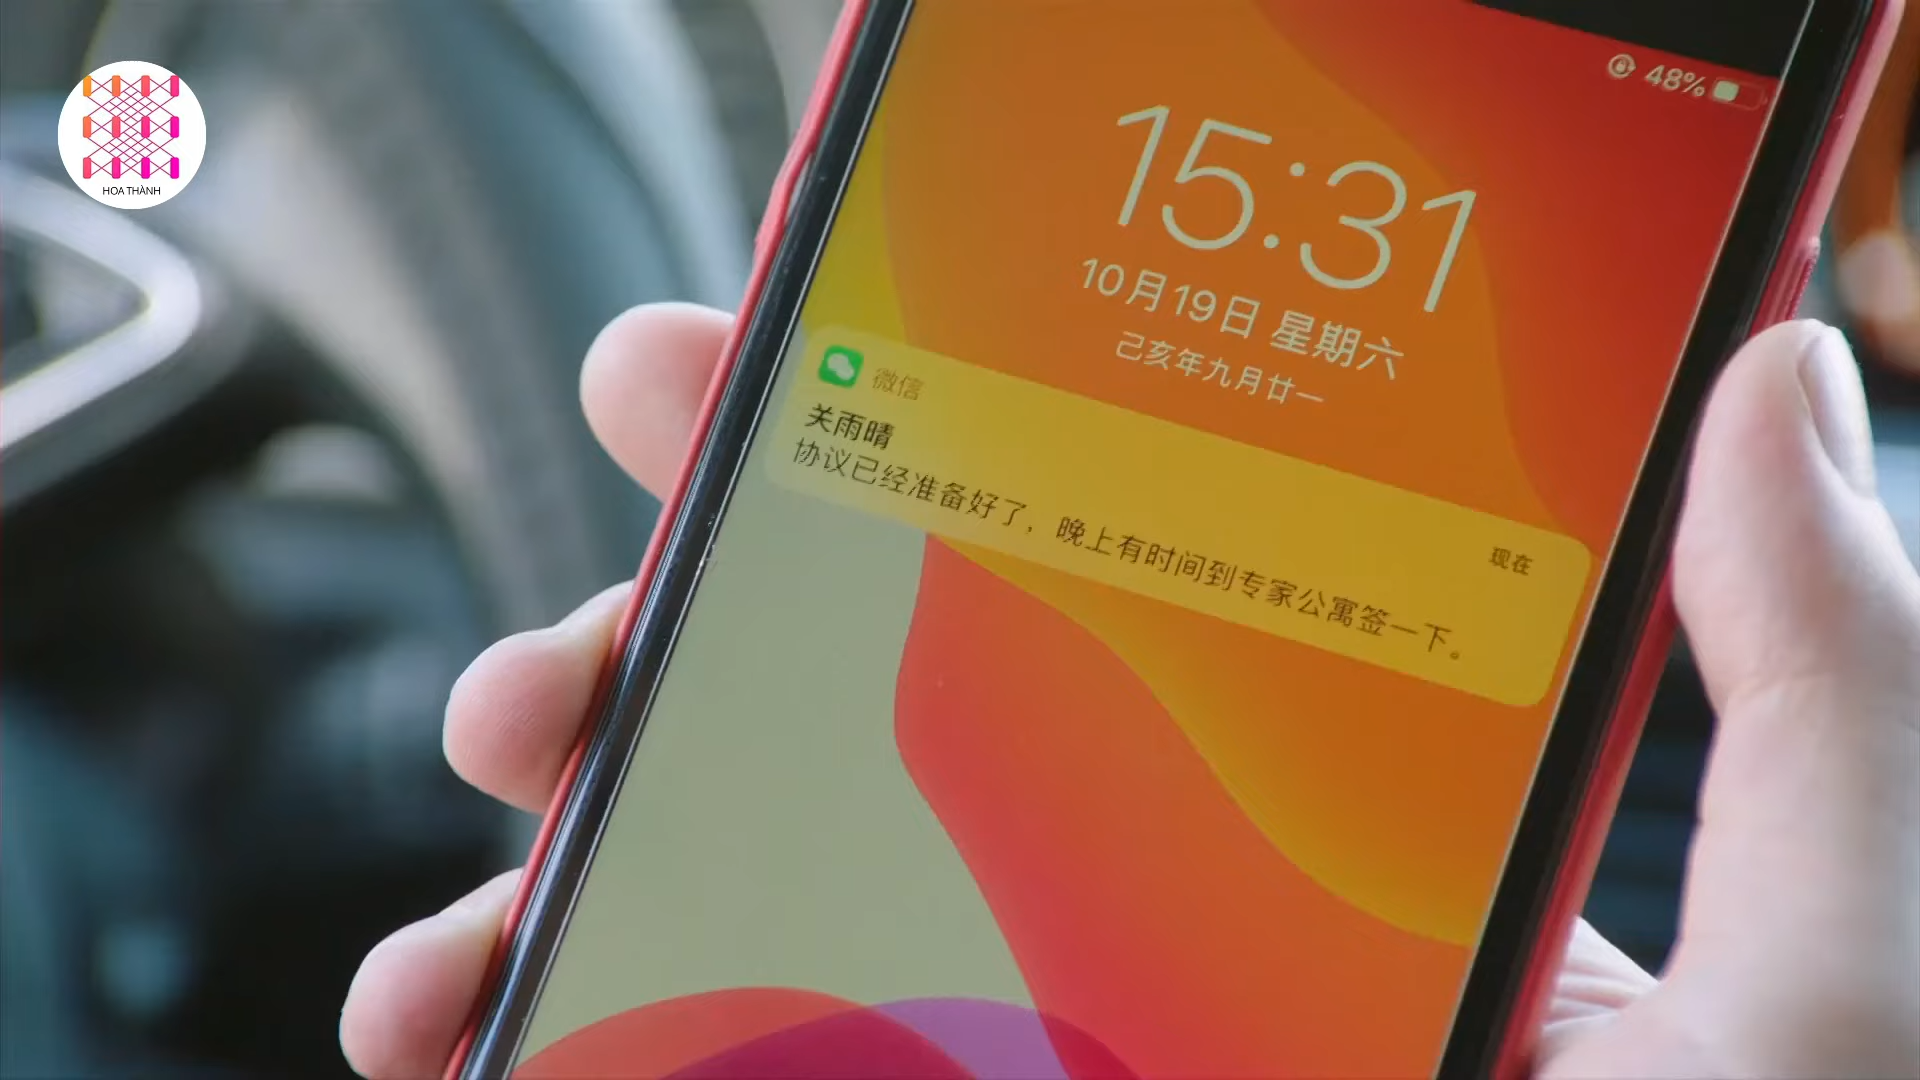 HOA THÀNH
48%
15:31
10月19日 星期六
己亥年九月廿一
微信
现在
关雨晴
协议已经准备好了，晚上有时间到专家公寓签一下。